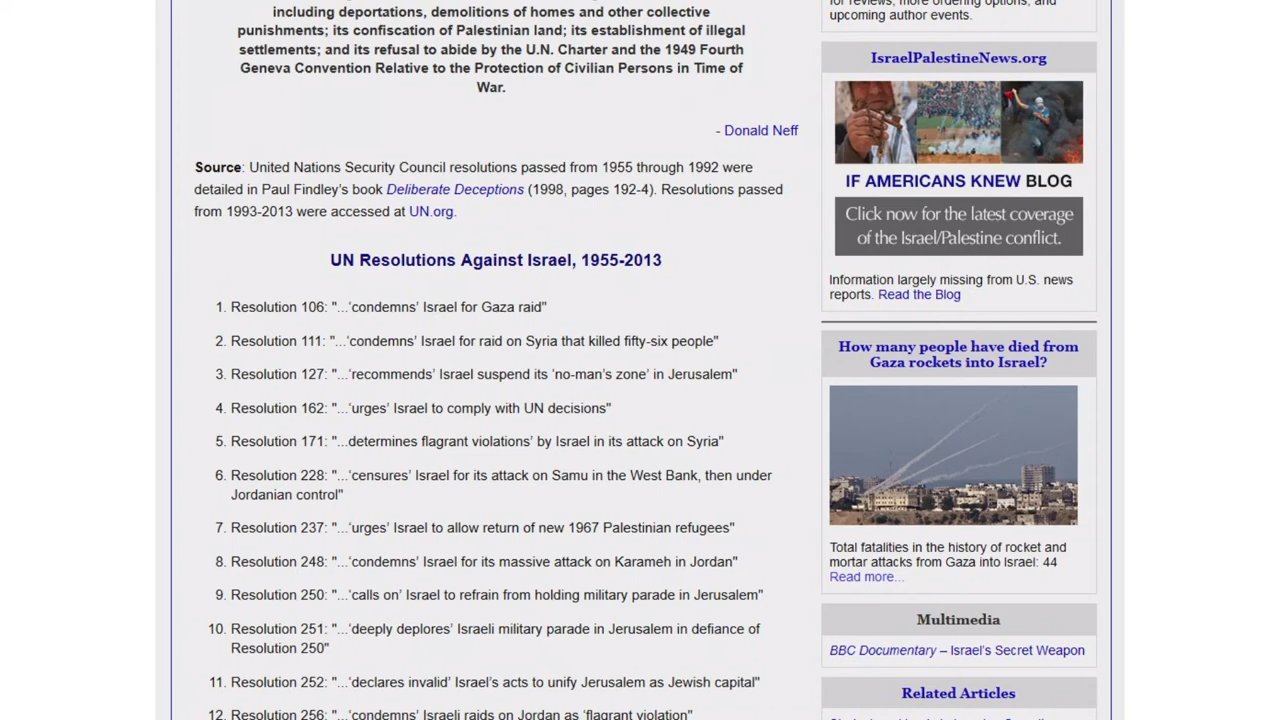 including deportations, demolitions of homes and other collective
punishments; its confiscation of Palestinian land; its establishment of illegal
settlements; and its refusal to abide by the U.N. Charter and the 1949 Fourth
Geneva Convention Relative to the Protection of Civilian Persons in Time of
War.
- Donald Neff
Source: United Nations Security Council resolutions passed from 1955 through 1992 were
detailed in Paul Findley's book Deliberate Deceptions (1998, pages 192-4). Resolutions passed
from 1993-2013 were accessed at UN.org.
UN Resolutions Against Israel, 1955-2013
1. Resolution 106: "...‘condemns’ Israel for Gaza raid"
2. Resolution 111: "...‘condemns’ Israel for raid on Syria that killed fifty-six people"
3. Resolution 127: "...‘recommends’ Israel suspend its ‘no-man’s zone’ in Jerusalem"
4. Resolution 162: "...‘urges’ Israel to comply with UN decisions"
5. Resolution 171: "...determines flagrant violations’ by Israel in its attack on Syria"
6. Resolution 228: "...‘censures’ Israel for its attack on Samu in the West Bank, then under
Jordanian control"
7. Resolution 237: "...‘urges’ Israel to allow return of new 1967 Palestinian refugees"
8. Resolution 248: "...‘condemns’ Israel for its massive attack on Karameh in Jordan"
9. Resolution 250: "...‘calls on’ Israel to refrain from holding military parade in Jerusalem"
10. Resolution 251: "...‘deeply deplores’ Israeli military parade in Jerusalem in defiance of
Resolution 250"
11. Resolution 252: "...‘declares invalid’ Israel’s acts to unify Jerusalem as Jewish capital"
12. Resolution 256: "...‘condemns’ Israeli raids on Jordan as ‘flagrant violation"
for reviews, more ordering options, and
upcoming author events.
IsraelPalestineNews.org
IF AMERICANS KNEW BLOG
Click now for the latest coverage
of the Israel/Palestine conflict.
Information largely missing from U.S. news
reports. Read the Blog
How many people have died from
Gaza rockets into Israel?
Total fatalities in the history of rocket and
mortar attacks from Gaza into Israel: 44
Read more...
Multimedia
BBC Documentary – Israel’s Secret Weapon
Related Articles